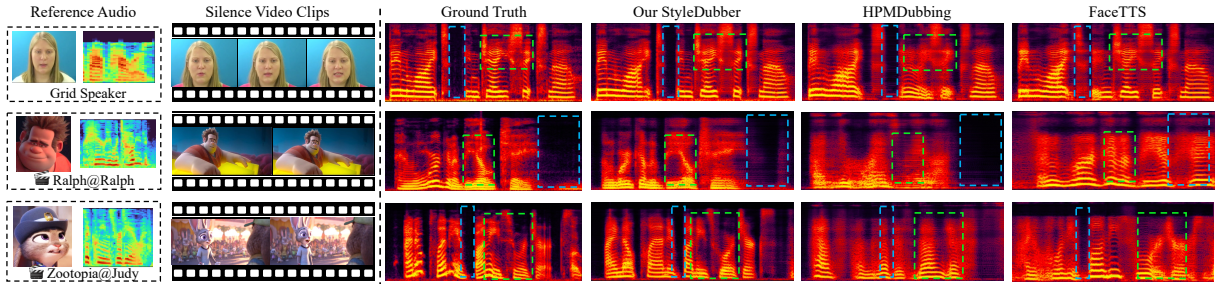 Reference Audio
Silence Video Clips
Ground Truth
Our StyleDubber
HPMDubbing
FaceTTS
Grid Speaker
Ralph@Ralph
Zootopia@Judy